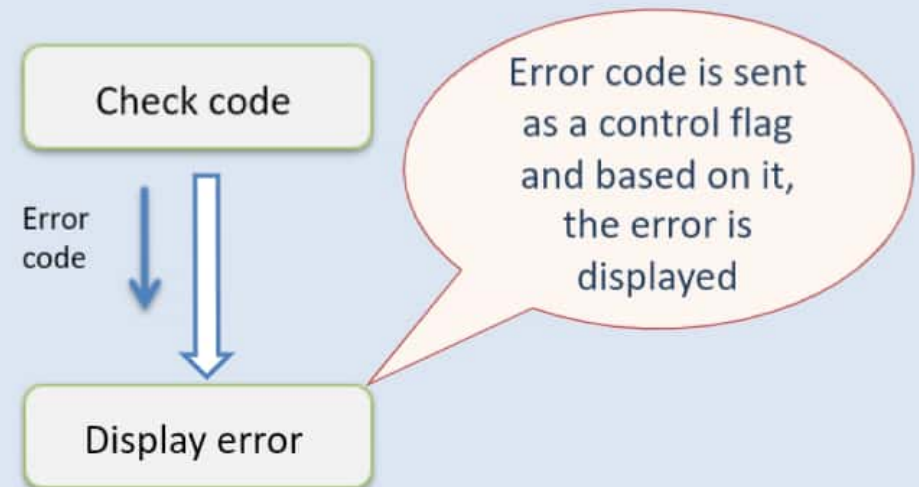 Check code
Error
code
Display error
Error code is sent
as a control flag
and based on it,
the error is
displayed